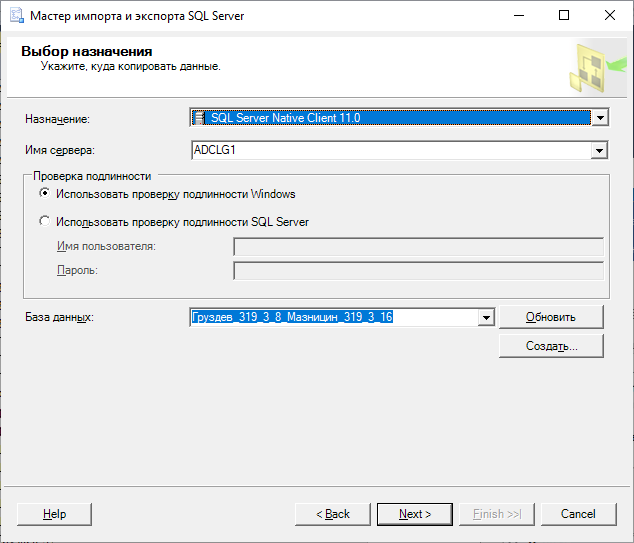 Мастер импорта и экспорта SQL Server
Выбор назначения
Укажите, куда копировать данные.
Назначение:
SQL Server Native Client 11.0
Имя сервера:
ADCLG1
Проверка подлинности
Использовать проверку подлинности Windows
Использовать проверку подлинности SQL Server
Имя пользователя:
Пароль:
База данных:
Груздев_319_3_8_Мазницин_319_3_16
Обновить
Создать...
Help
< Back
Next >
Finish >>|
Cancel